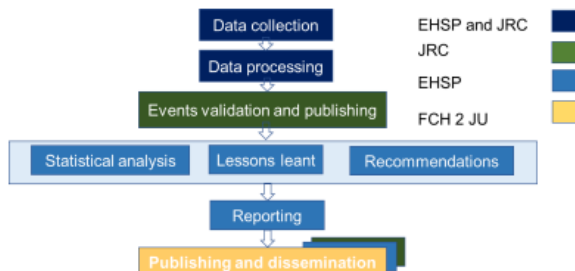 Data collection
Data processing
Events validation and publishing
Statistical analysis
Lessons leant
Recommendations
Reporting
Publishing and dissemination
EHSP and JRC
JRC
EHSP
FCH 2 JU